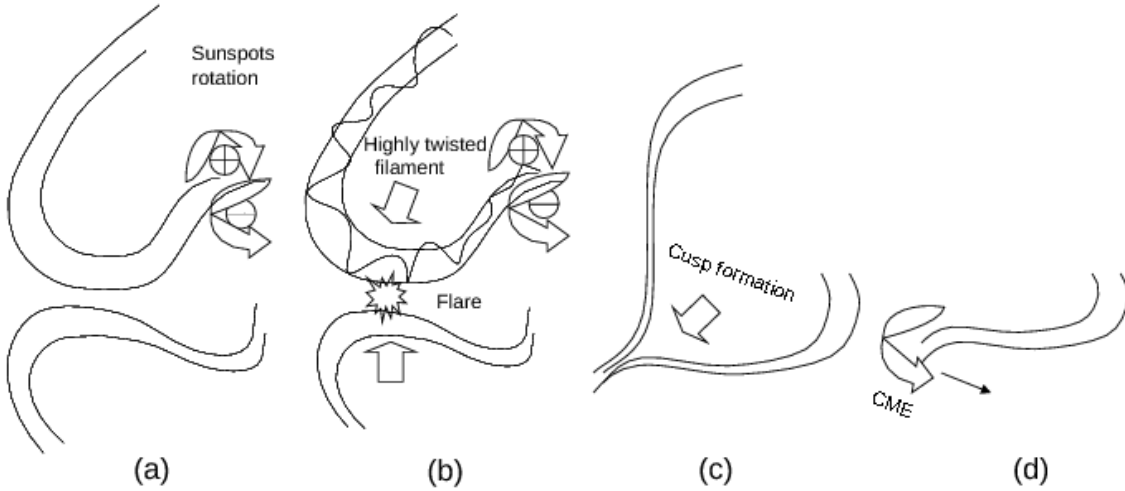 Sunspots
rotation
Highly twisted
filament
Flare
Cusp formation
CME
(a)
(b)
(c)
(d)